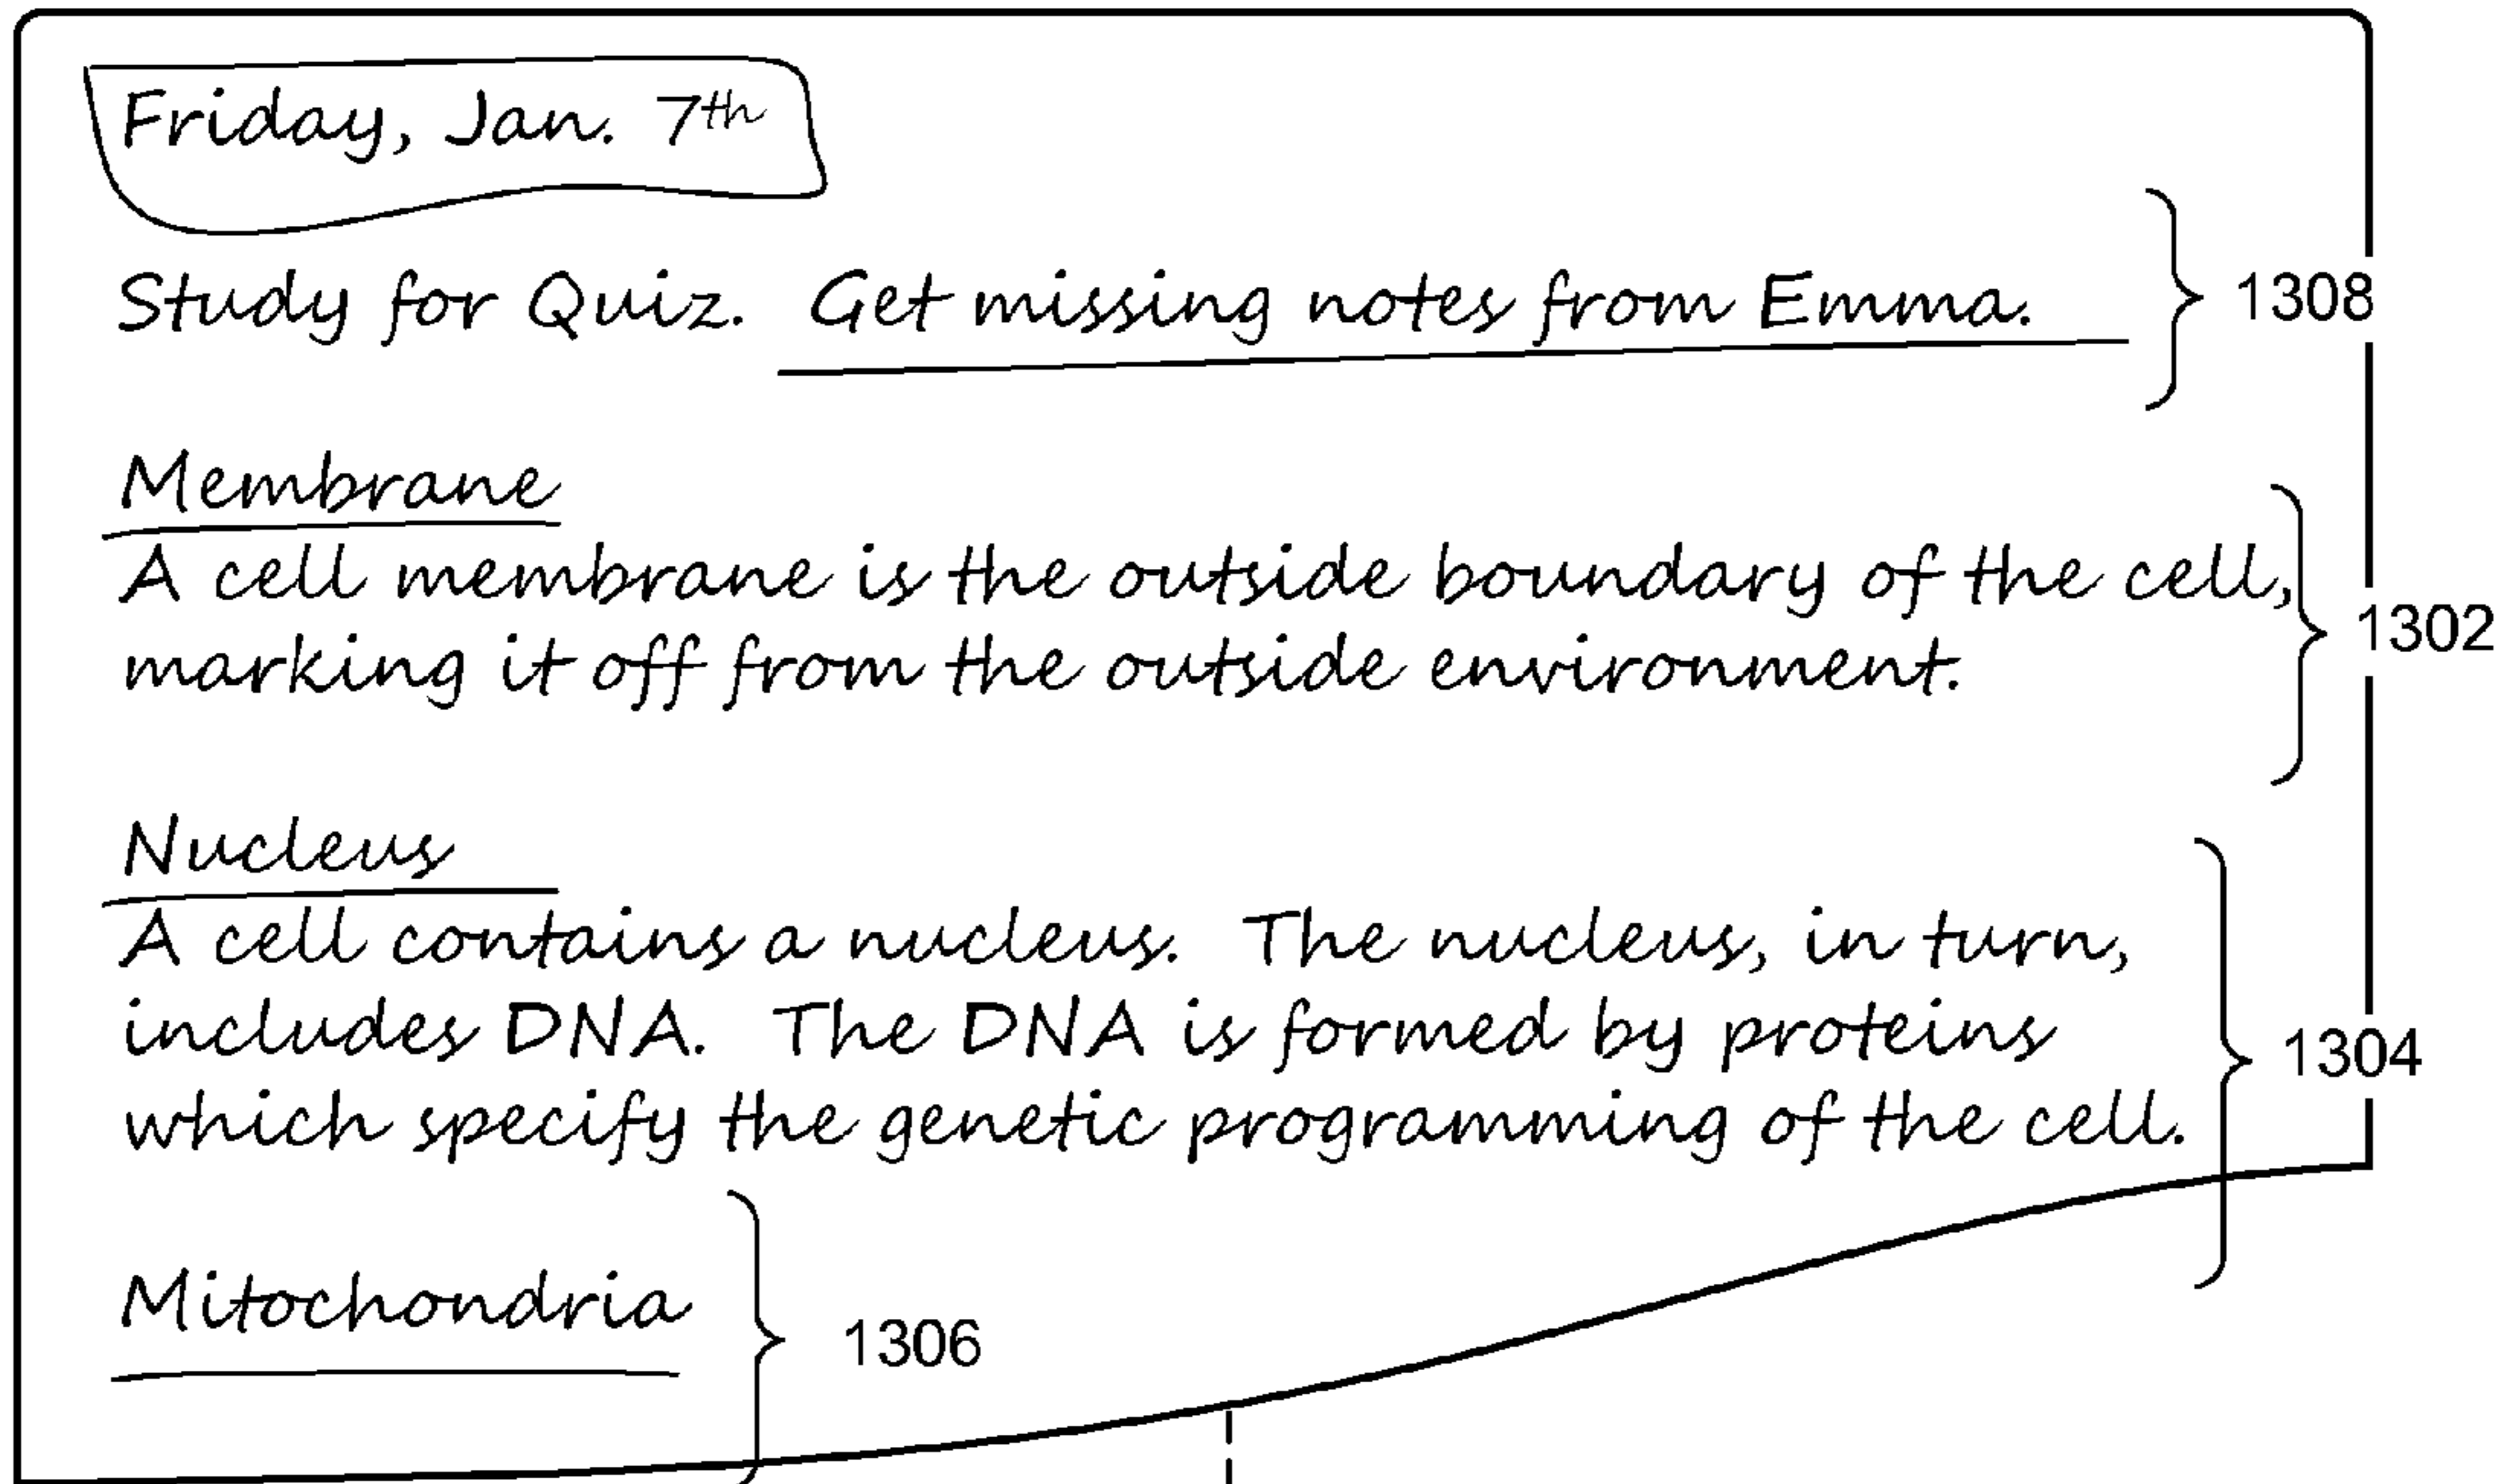 Friday, Jan. 7th
Study for Quiz. Get missing notes from Emma.
1308
Membrane
A cell membrane is the outside boundary of the cell,
marking it off from the outside environment.
1302
Nucleus
A cell contains a nucleus. The nucleus, in turn,
includes DNA. The DNA is formed by proteins
which specify the genetic programming of the cell.
1304
Mitochondria
1306